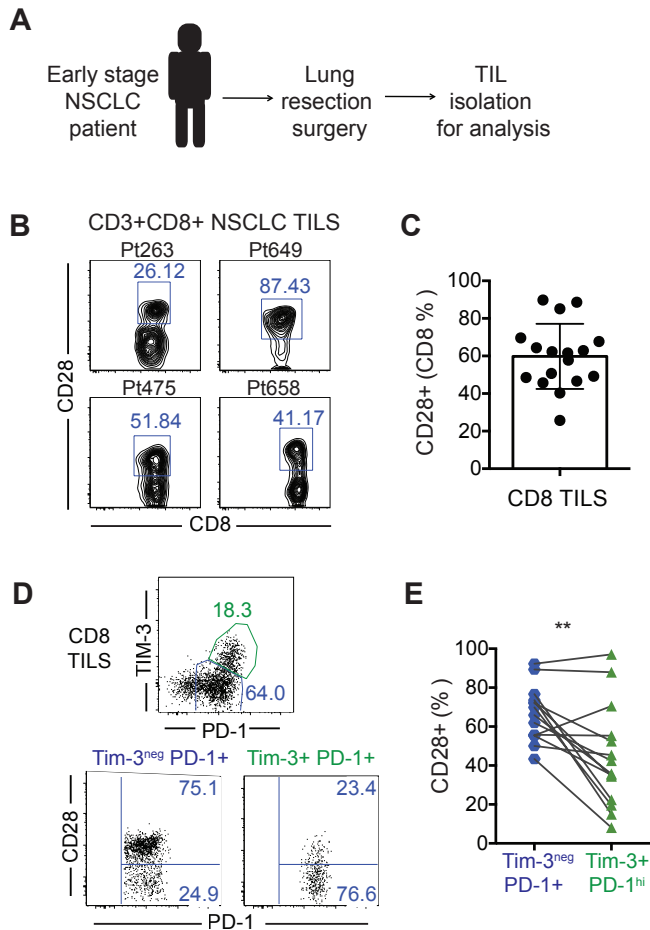 A
Early stage
NSCLC
patient
Lung
resection
surgery
TIL
isolation
for analysis
B
CD3+CD8+ NSCLC TILS
Pt263
Pt649
26.12
87.43
Pt475
Pt658
51.84
41.17
CD28
CD8
C
100
80
60
40
20
0
CD28+ (CD8 %)
CD8 TILS
D
CD8
TILS
18.3
64.0
TIM-3
PD-1
Tim-3neg PD-1+
Tim-3+ PD-1+
75.1
24.9
23.4
76.6
CD28
PD-1
E
**
100
80
60
40
20
0
CD28+ (%)
Tim-3neg
PD-1+
Tim-3+
PD-1hi